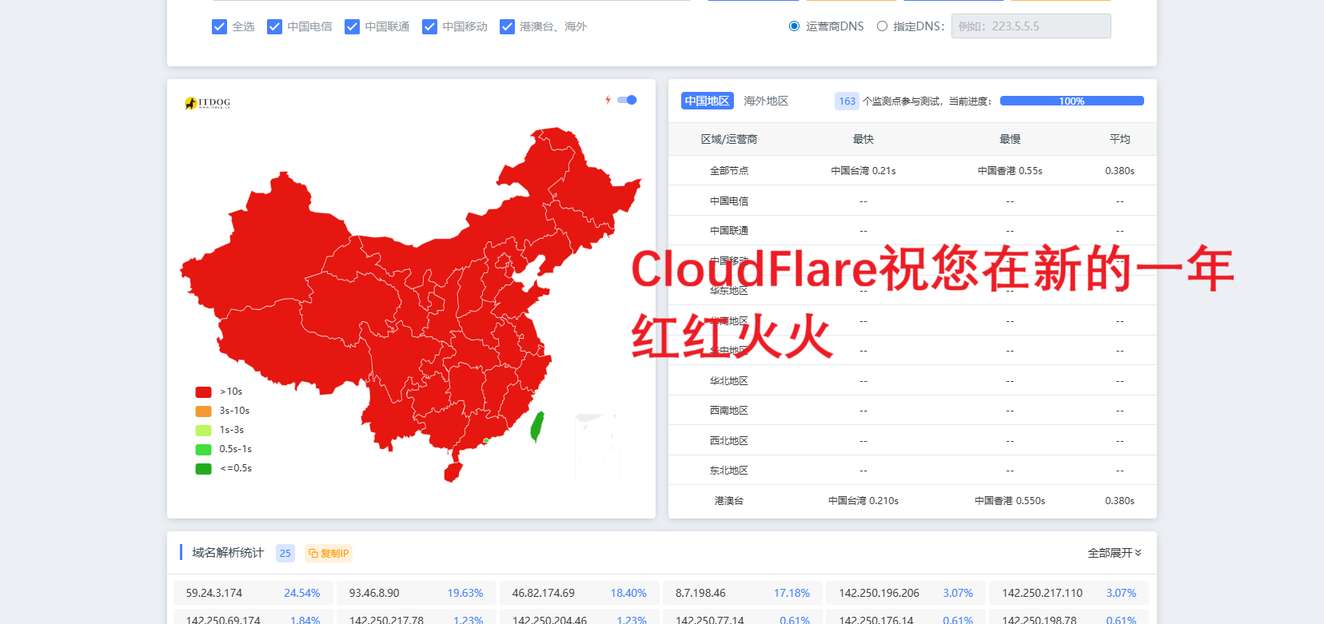 全选 中国电信 中国联通 中国移动 港澳台、海外 运营商DNS 指定DNS： 例如：223.5.5.5
ITDOG
中国地区 海外地区 163 个监测点参与测试，当前进度： 100%
区域/运营商 最快 最慢 平均
全部节点 中国台湾 0.21s 中国香港 0.55s 0.380s
中国电信 -- -- --
中国联通 -- -- --
中国移动 --
CloudFlare祝您在新的一年
红红火火
华东地区 -- -- --
华南地区 -- -- --
华中地区 -- -- --
华北地区 -- -- --
西南地区 -- -- --
西北地区 -- -- --
东北地区 -- -- --
港澳台 中国台湾 0.210s 中国香港 0.550s 0.380s
>10s
3s-10s
1s-3s
0.5s-1s
<=0.5s
域名解析统计 25 复制IP 全部展开
59.24.3.174 24.54% 93.46.8.90 19.63% 46.82.174.69 18.40% 8.7.198.46 17.18% 142.250.196.206 3.07% 142.250.217.110 3.07%
142.250.69.174 1.84% 142.250.217.78 1.23% 142.250.204.46 1.23% 142.250.77.14 0.61% 142.250.176.14 0.61% 142.250.198.78 0.61%